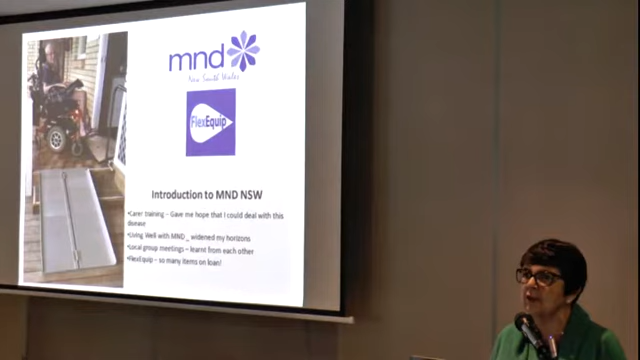 mnd
New South Wales
FlexEquip
Introduction to MND NSW
•Carer training – Gave me hope that I could deal with this
disease
•Living Well with MND _ widened my horizons
•Local group meetings – learnt from each other
•FlexEquip – so many items on loan!